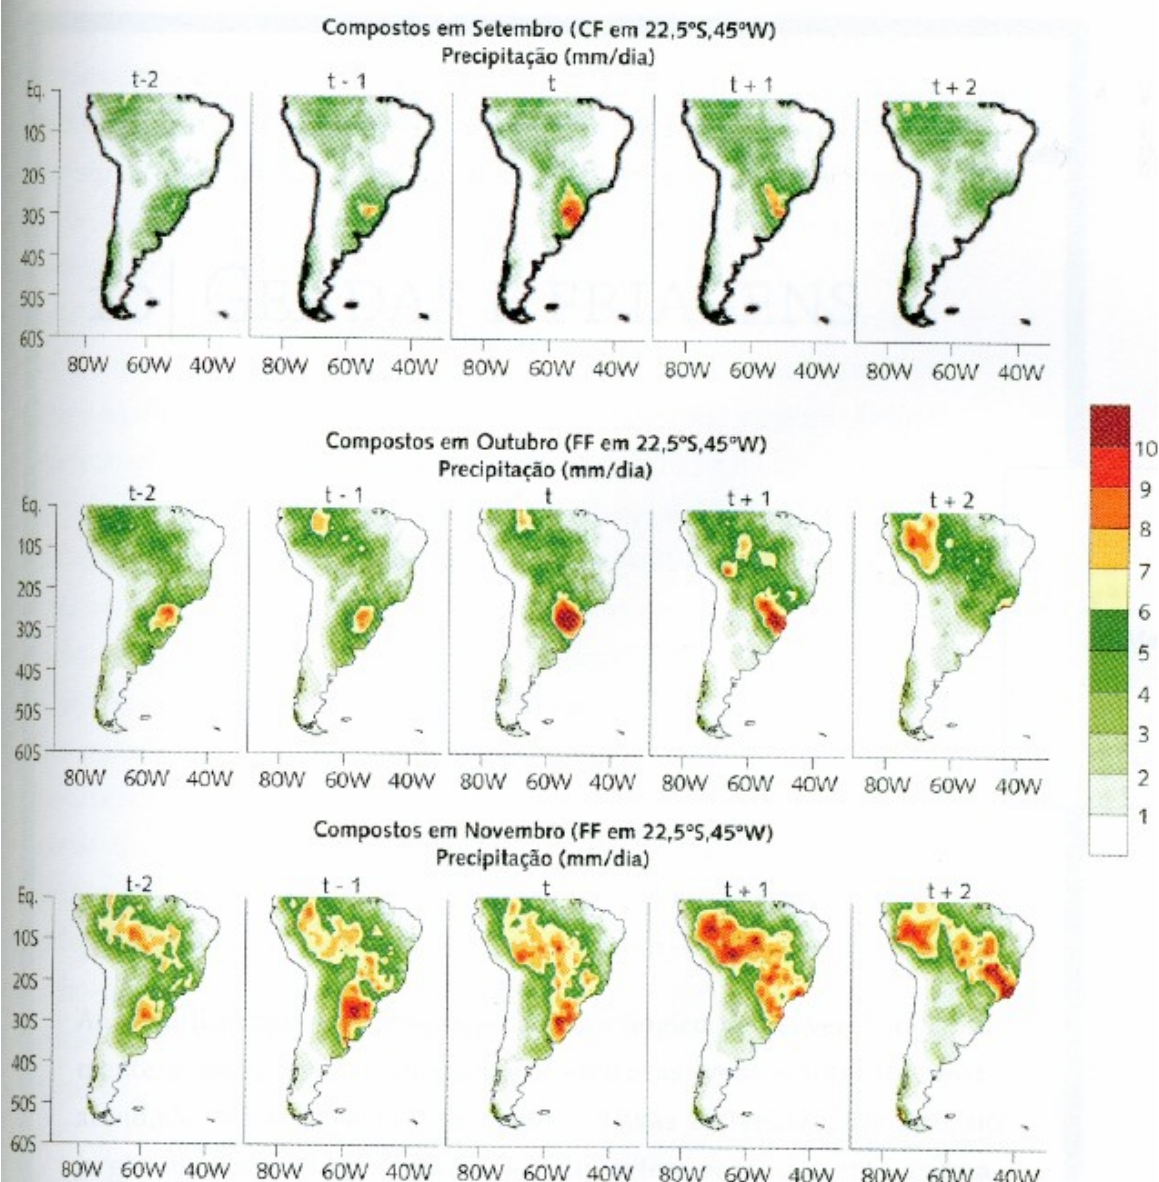 Compostos em Setembro (CF em 22,5ºS,45ºW)
Precipitação (mm/dia)
t-2 t - 1 t t + 1 t + 2
Eq.
10S
20S
30S
40S
50S
60S
80W 60W 40W 80W 60W 40W 80W 60W 40W 80W 60W 40W 80W 60W 40W
Compostos em Outubro (FF em 22,5ºS,45ºW)
Precipitação (mm/dia)
t-2 t - 1 t t + 1 t + 2
Eq.
10S
20S
30S
40S
50S
60S
80W 60W 40W 80W 60W 40W 80W 60W 40W 80W 60W 40W 80W 60W 40W
10
9
8
7
6
5
4
3
2
1
Compostos em Novembro (FF em 22,5ºS,45ºW)
Precipitação (mm/dia)
t-2 t - 1 t t + 1 t + 2
Eq.
10S
20S
30S
40S
50S
60S
80W 60W 40W 80W 60W 40W 80W 60W 40W 80W 60W 40W 80W 60W 40W